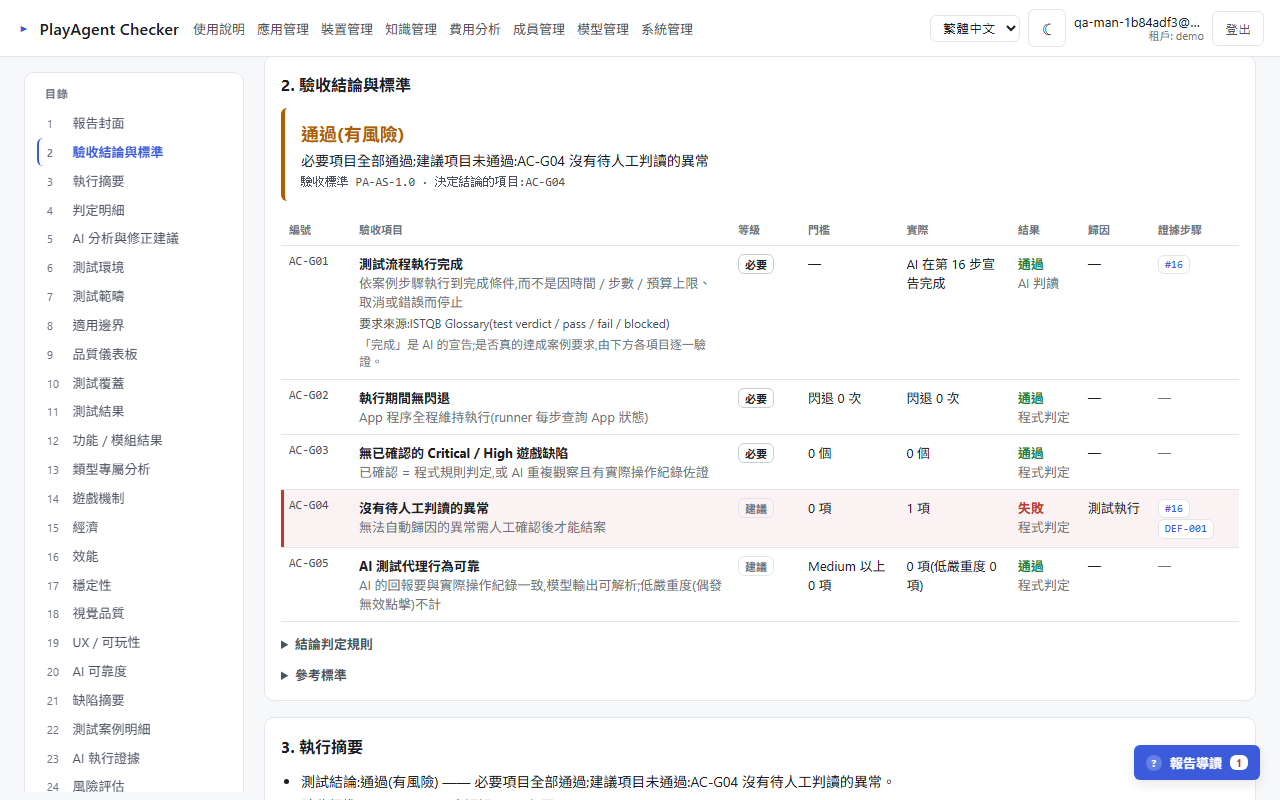 PlayAgent Checker 使用說明 應用管理 裝置管理 知識管理 費用分析 成員管理 模型管理 系統管理 繁體中文 qa-man-1b84adf3@... 登出
租戶: demo
目錄
1 報告封面
2 驗收結論與標準
3 執行摘要
4 判定明細
5 AI 分析與修正建議
6 測試環境
7 測試範疇
8 適用邊界
9 品質儀表板
10 測試覆蓋
11 測試結果
12 功能 / 模組結果
13 類型專屬分析
14 遊戲機制
15 經濟
16 效能
17 穩定性
18 視覺品質
19 UX / 可玩性
20 AI 可靠度
21 缺陷摘要
22 測試案例明細
23 AI 執行證據
24 風險評估
2. 驗收結論與標準
通過(有風險)
必要項目全部通過;建議項目未通過:AC-G04 沒有待人工判讀的異常
驗收標準 PA-AS-1.0 · 決定結論的項目:AC-G04
編號 驗收項目 等級 門檻 實際 結果 歸因 證據步驟
AC-G01 測試流程執行完成 必要 — AI 在第 16 步宣 通過 — #16
依案例步驟執行到完成條件,而不是因時間 / 步數 / 預算上限、 告完成 AI 判讀
取消或錯誤而停止
要求來源:ISTQB Glossary(test verdict / pass / fail / blocked)
「完成」是 AI 的宣告;是否真的達成案例要求,由下方各項目逐一驗
證。
AC-G02 執行期間無閃退 必要 閃退 0 次 閃退 0 次 通過 — —
App 程序全程維持執行(runner 每步查詢 App 狀態) 程式判定
AC-G03 無已確認的 Critical / High 遊戲缺陷 必要 0 個 0 個 通過 — —
已確認 = 程式規則判定,或 AI 重複觀察且有實際操作紀錄佐證 程式判定
AC-G04 沒有待人工判讀的異常 建議 0 項 1 項 失敗 測試執行 #16
無法自動歸因的異常需人工確認後才能結案 程式判定 DEF-001
AC-G05 AI 測試代理行為可靠 建議 Medium 以上 0 項(低嚴重度 0 通過 — —
AI 的回報要與實際操作紀錄一致,模型輸出可解析;低嚴重度(偶發 0 項 項) 程式判定
無效點擊)不計
結論判定規則
參考標準
3. 執行摘要
測試結論:通過(有風險) —— 必要項目全部通過;建議項目未通過:AC-G04 沒有待人工判讀的異常。
? 報告導讀 1